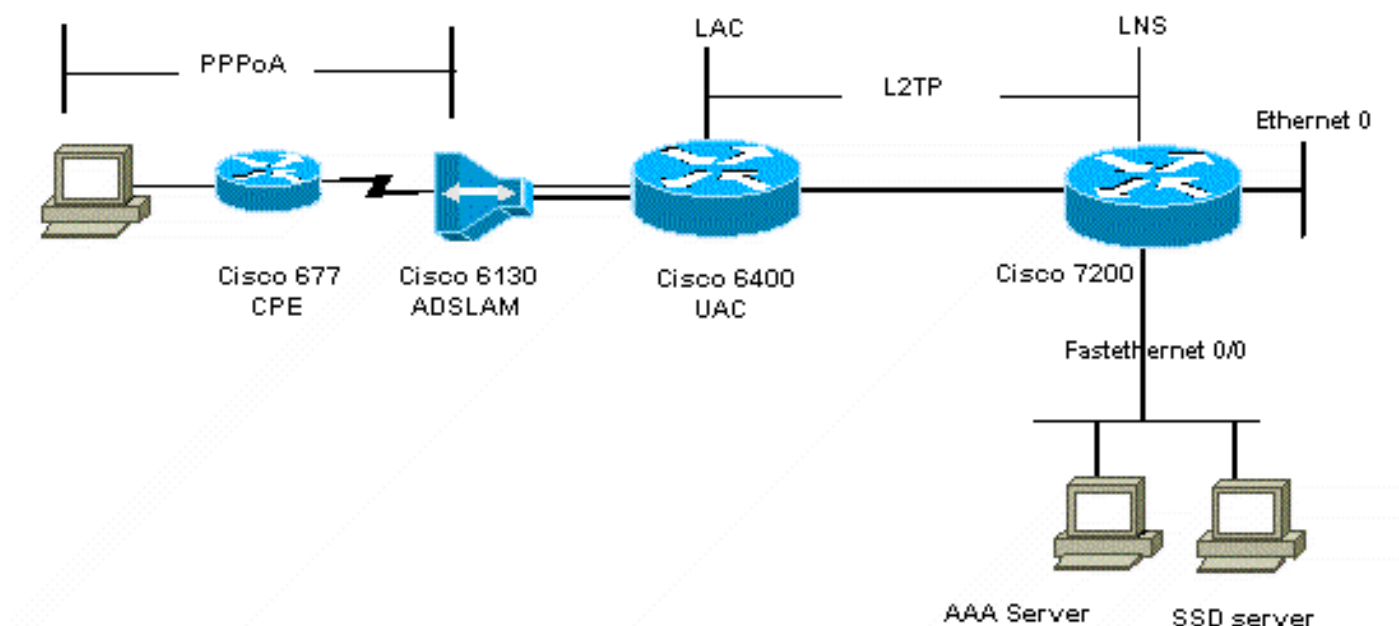 LAC
LNS
PPPoA
L2TP
Ethernet 0
Cisco 677
CPE
Cisco 6130
ADSLAM
Cisco 6400
UAC
Cisco 7200
Fastethernet 0/0
AAA Server
SSD server